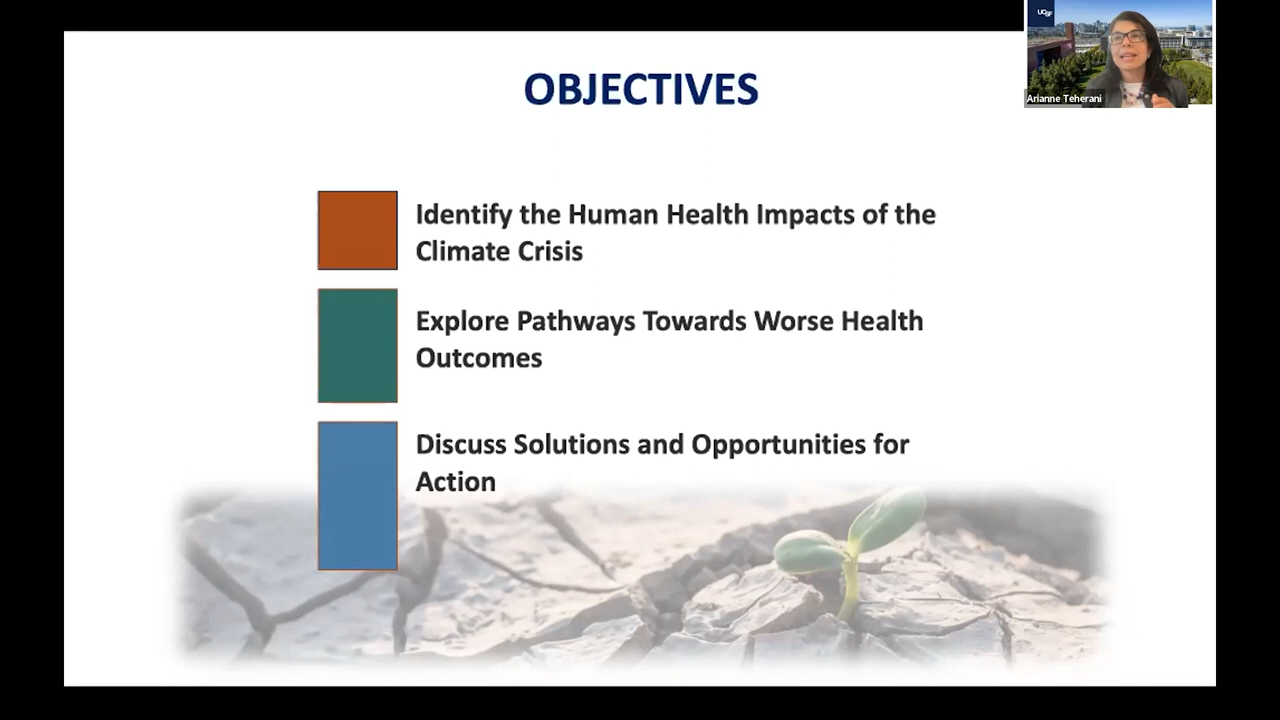 UCSF
OBJECTIVES
Arianne Teherani
Identify the Human Health Impacts of the
Climate Crisis
Explore Pathways Towards Worse Health
Outcomes
Discuss Solutions and Opportunities for
Action